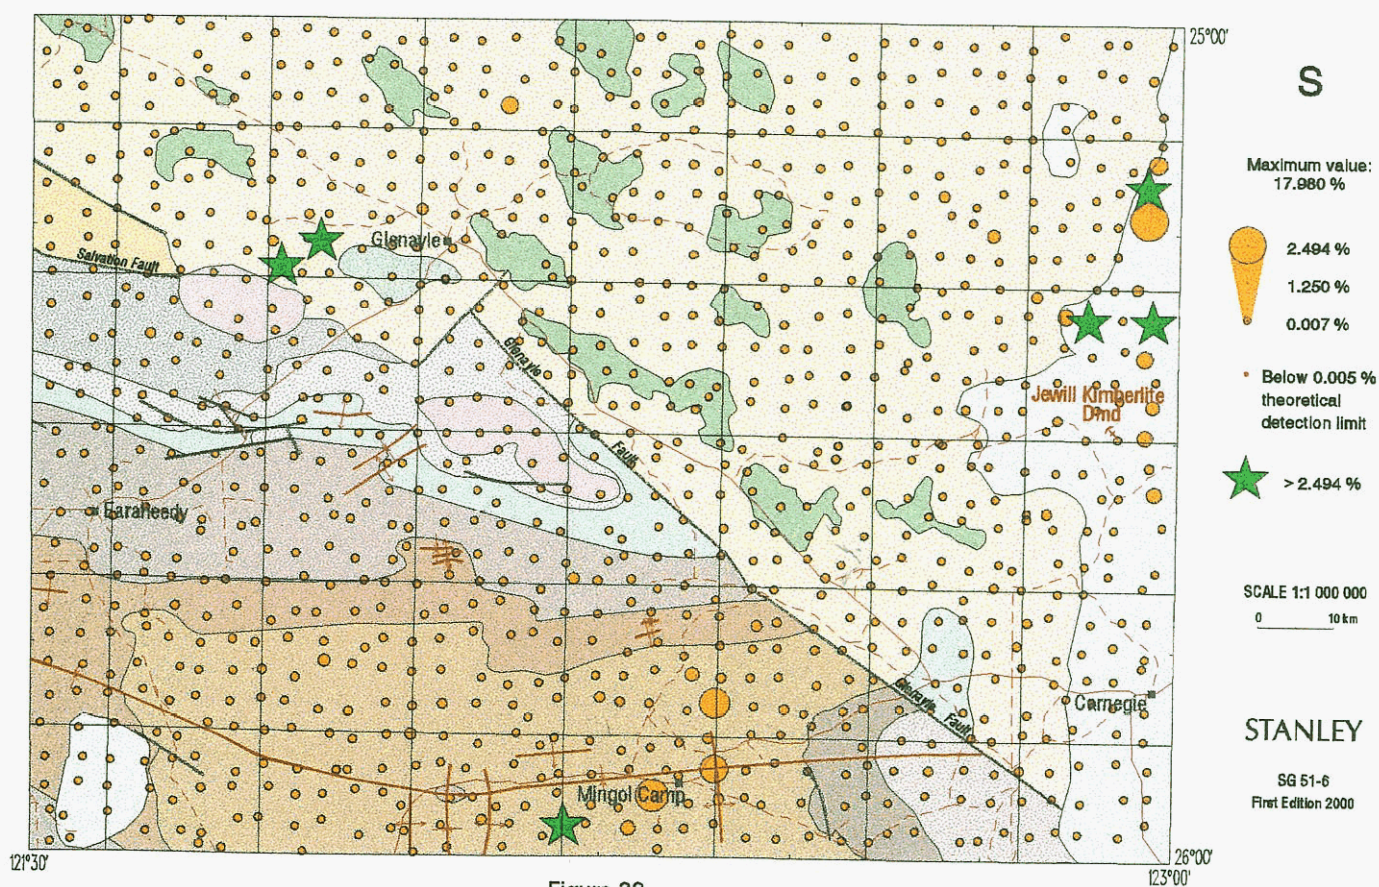 25°00'
S
Maximum value:
17.980 %
2.494 %
1.250 %
0.007 %
Below 0.005 %
theoretical
detection limit
> 2.494 %
SCALE 1:1 000 000
0 10 km
STANLEY
SG 51-6
First Edition 2000
Glenayle
Salvation Fault
Glenayle
Fault
Jewill Kimberlite
Dmd
Earaheedy
Glenayle Fault
Carnegie
Mingol Camp
121°30'
26°00'
123°00'